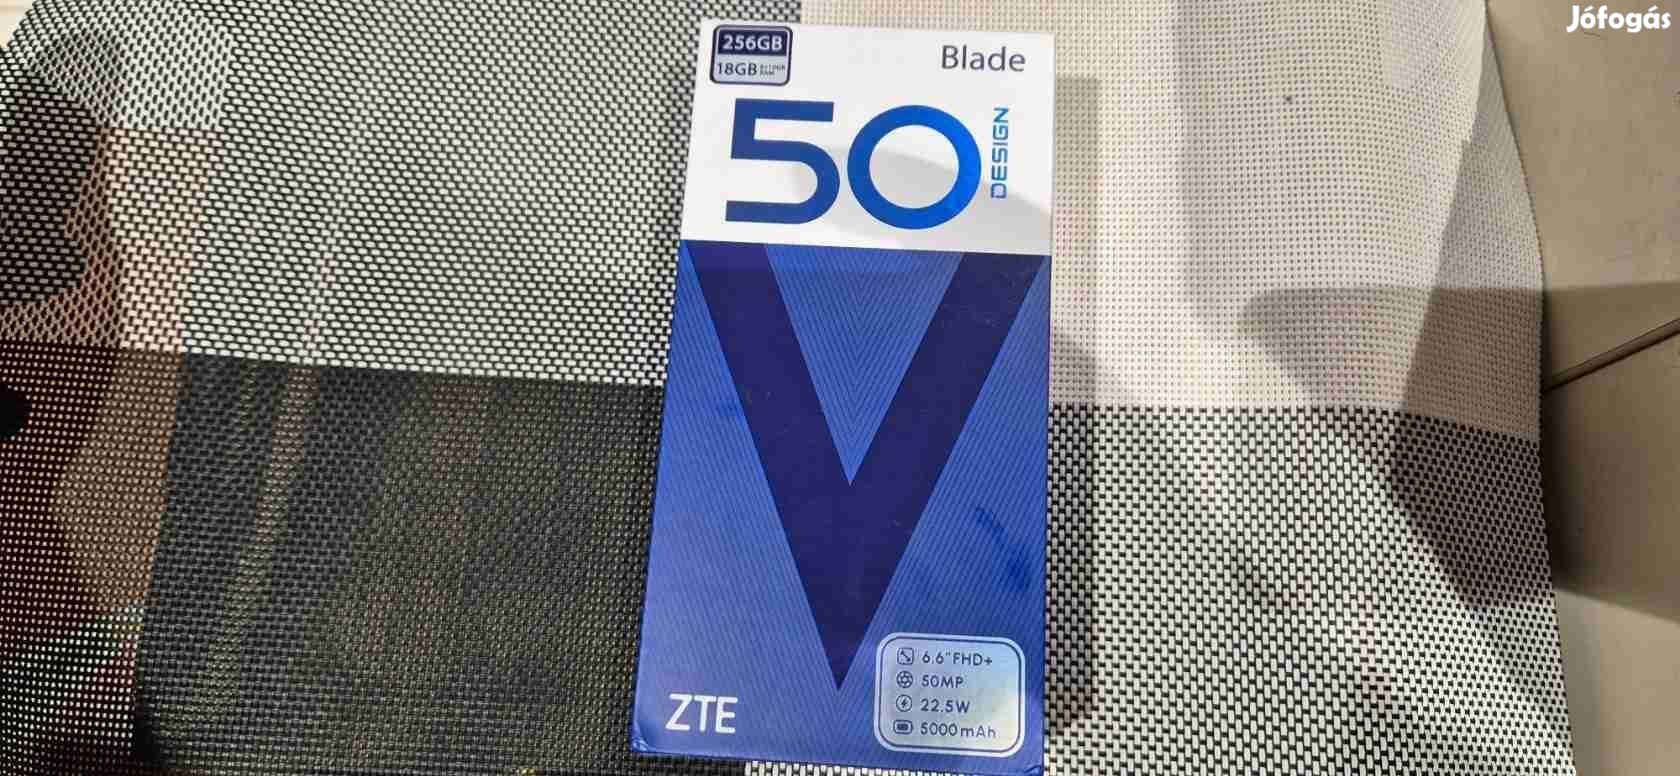 Jófogás
256GB
18GB
Blade
50
DESIGN
V
ZTE
6.6"FHD+
50MP
22.5W
5000mAh